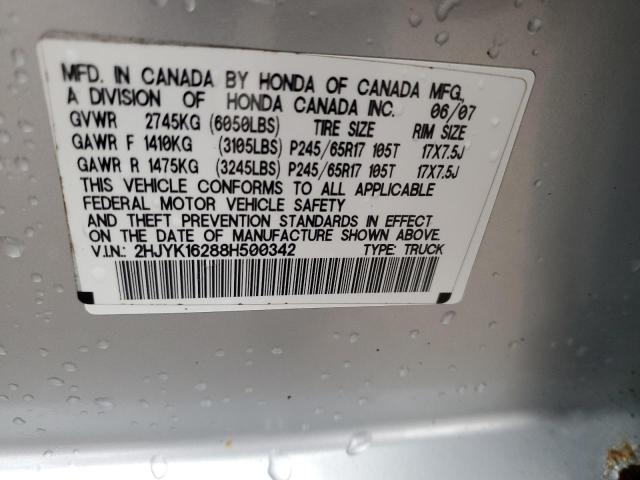 MFD. IN CANADA BY HONDA OF CANADA MFG.,
A DIVISION OF HONDA CANADA INC. 06/07
GVWR 2745KG (6050LBS) TIRE SIZE RIM SIZE
GAWR F 1410KG (3105LBS) P245/65R17 105T 17X7.5J
GAWR R 1475KG (3245LBS) P245/65R17 105T 17X7.5J
THIS VEHICLE CONFORMS TO ALL APPLICABLE
FEDERAL MOTOR VEHICLE SAFETY
AND THEFT PREVENTION STANDARDS IN EFFECT
ON THE DATE OF MANUFACTURE SHOWN ABOVE.
V.I.N.: 2HJYK16288H500342 TYPE: TRUCK